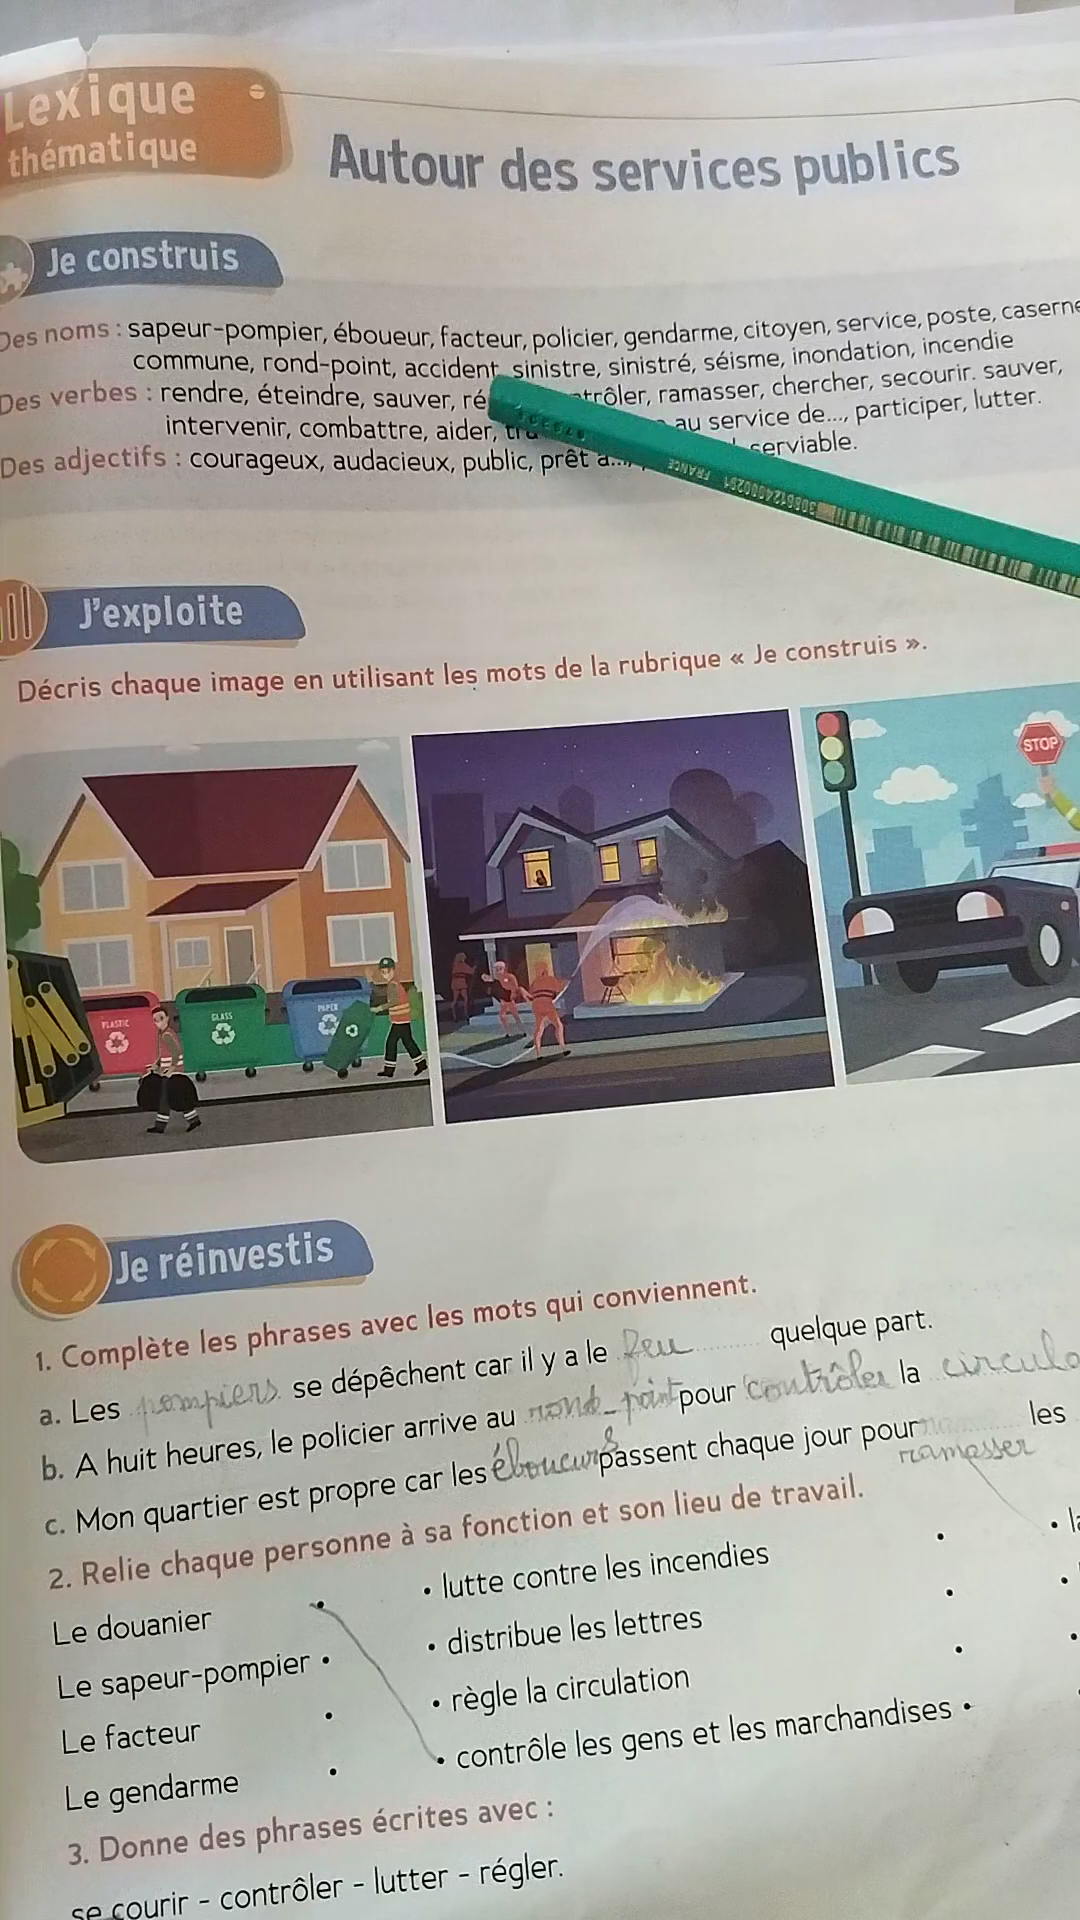 Lexique
thématique
Autour des services publics
Je construis
Des noms : sapeur-pompier, éboueur, facteur, policier, gendarme, citoyen, service, poste, caserne
commune, rond-point, accident, sinistre, sinistré, séisme, inondation, incendie
Des verbes : rendre, éteindre, sauver, ramasser, chercher, secourir. sauver,
intervenir, combattre, aider, au service de..., participer, lutter.
Des adjectifs : courageux, audacieux, public, prêt à..., serviable.
3086124000251 FRANCE
J'exploite
Décris chaque image en utilisant les mots de la rubrique « Je construis ».
STOP
PLASTIC
GLASS
PAPER
Je réinvestis
1. Complète les phrases avec les mots qui conviennent.
a. Les pompiers se dépêchent car il y a le feu quelque part.
b. A huit heures, le policier arrive au rond-point pour contrôler la
c. Mon quartier est propre car les éboueurs passent chaque jour pour ramasser les
2. Relie chaque personne à sa fonction et son lieu de travail.
Le douanier • • lutte contre les incendies •
Le sapeur-pompier • • distribue les lettres •
Le facteur • • règle la circulation •
Le gendarme • • contrôle les gens et les marchandises •
3. Donne des phrases écrites avec :
se courir - contrôler - lutter - régler.